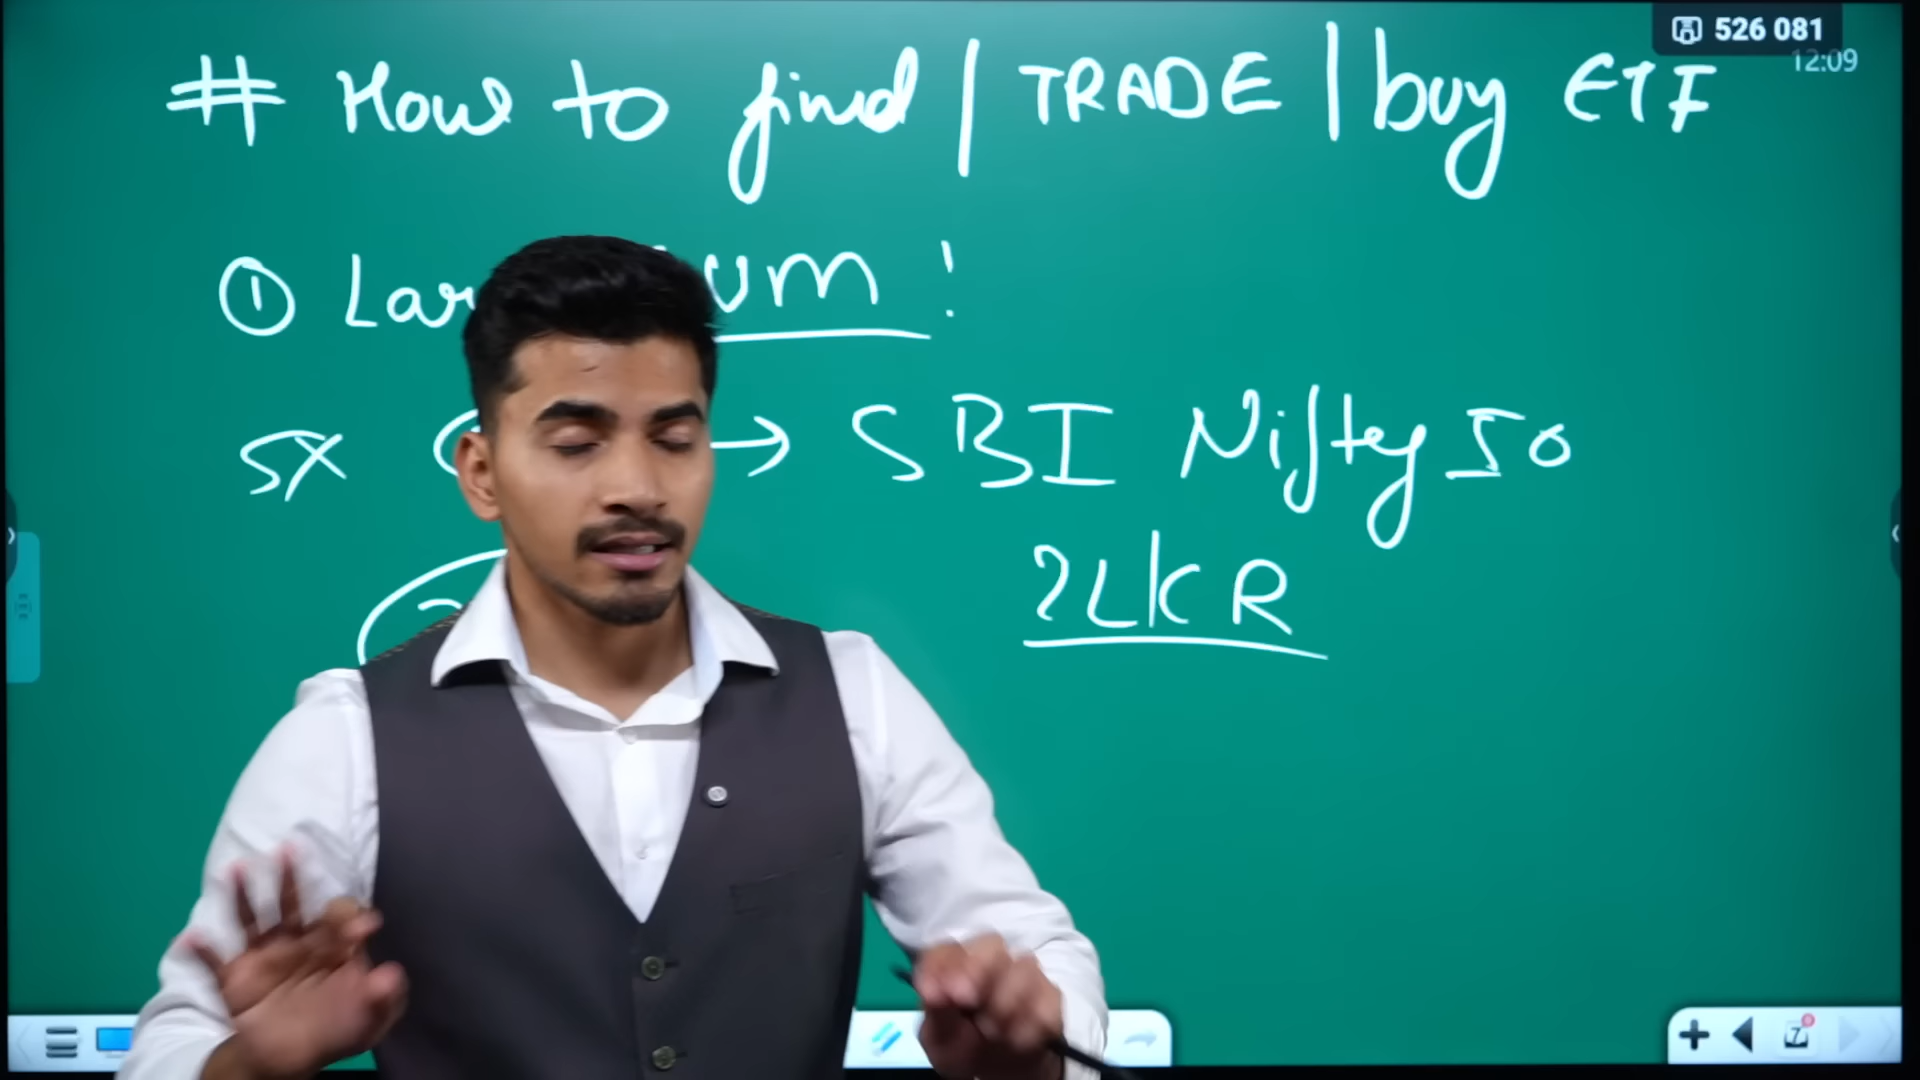 526 081
12:09
# How to find | TRADE | buy ETF
① Lar UM :
5X → SBI Nifty 50
2LKR